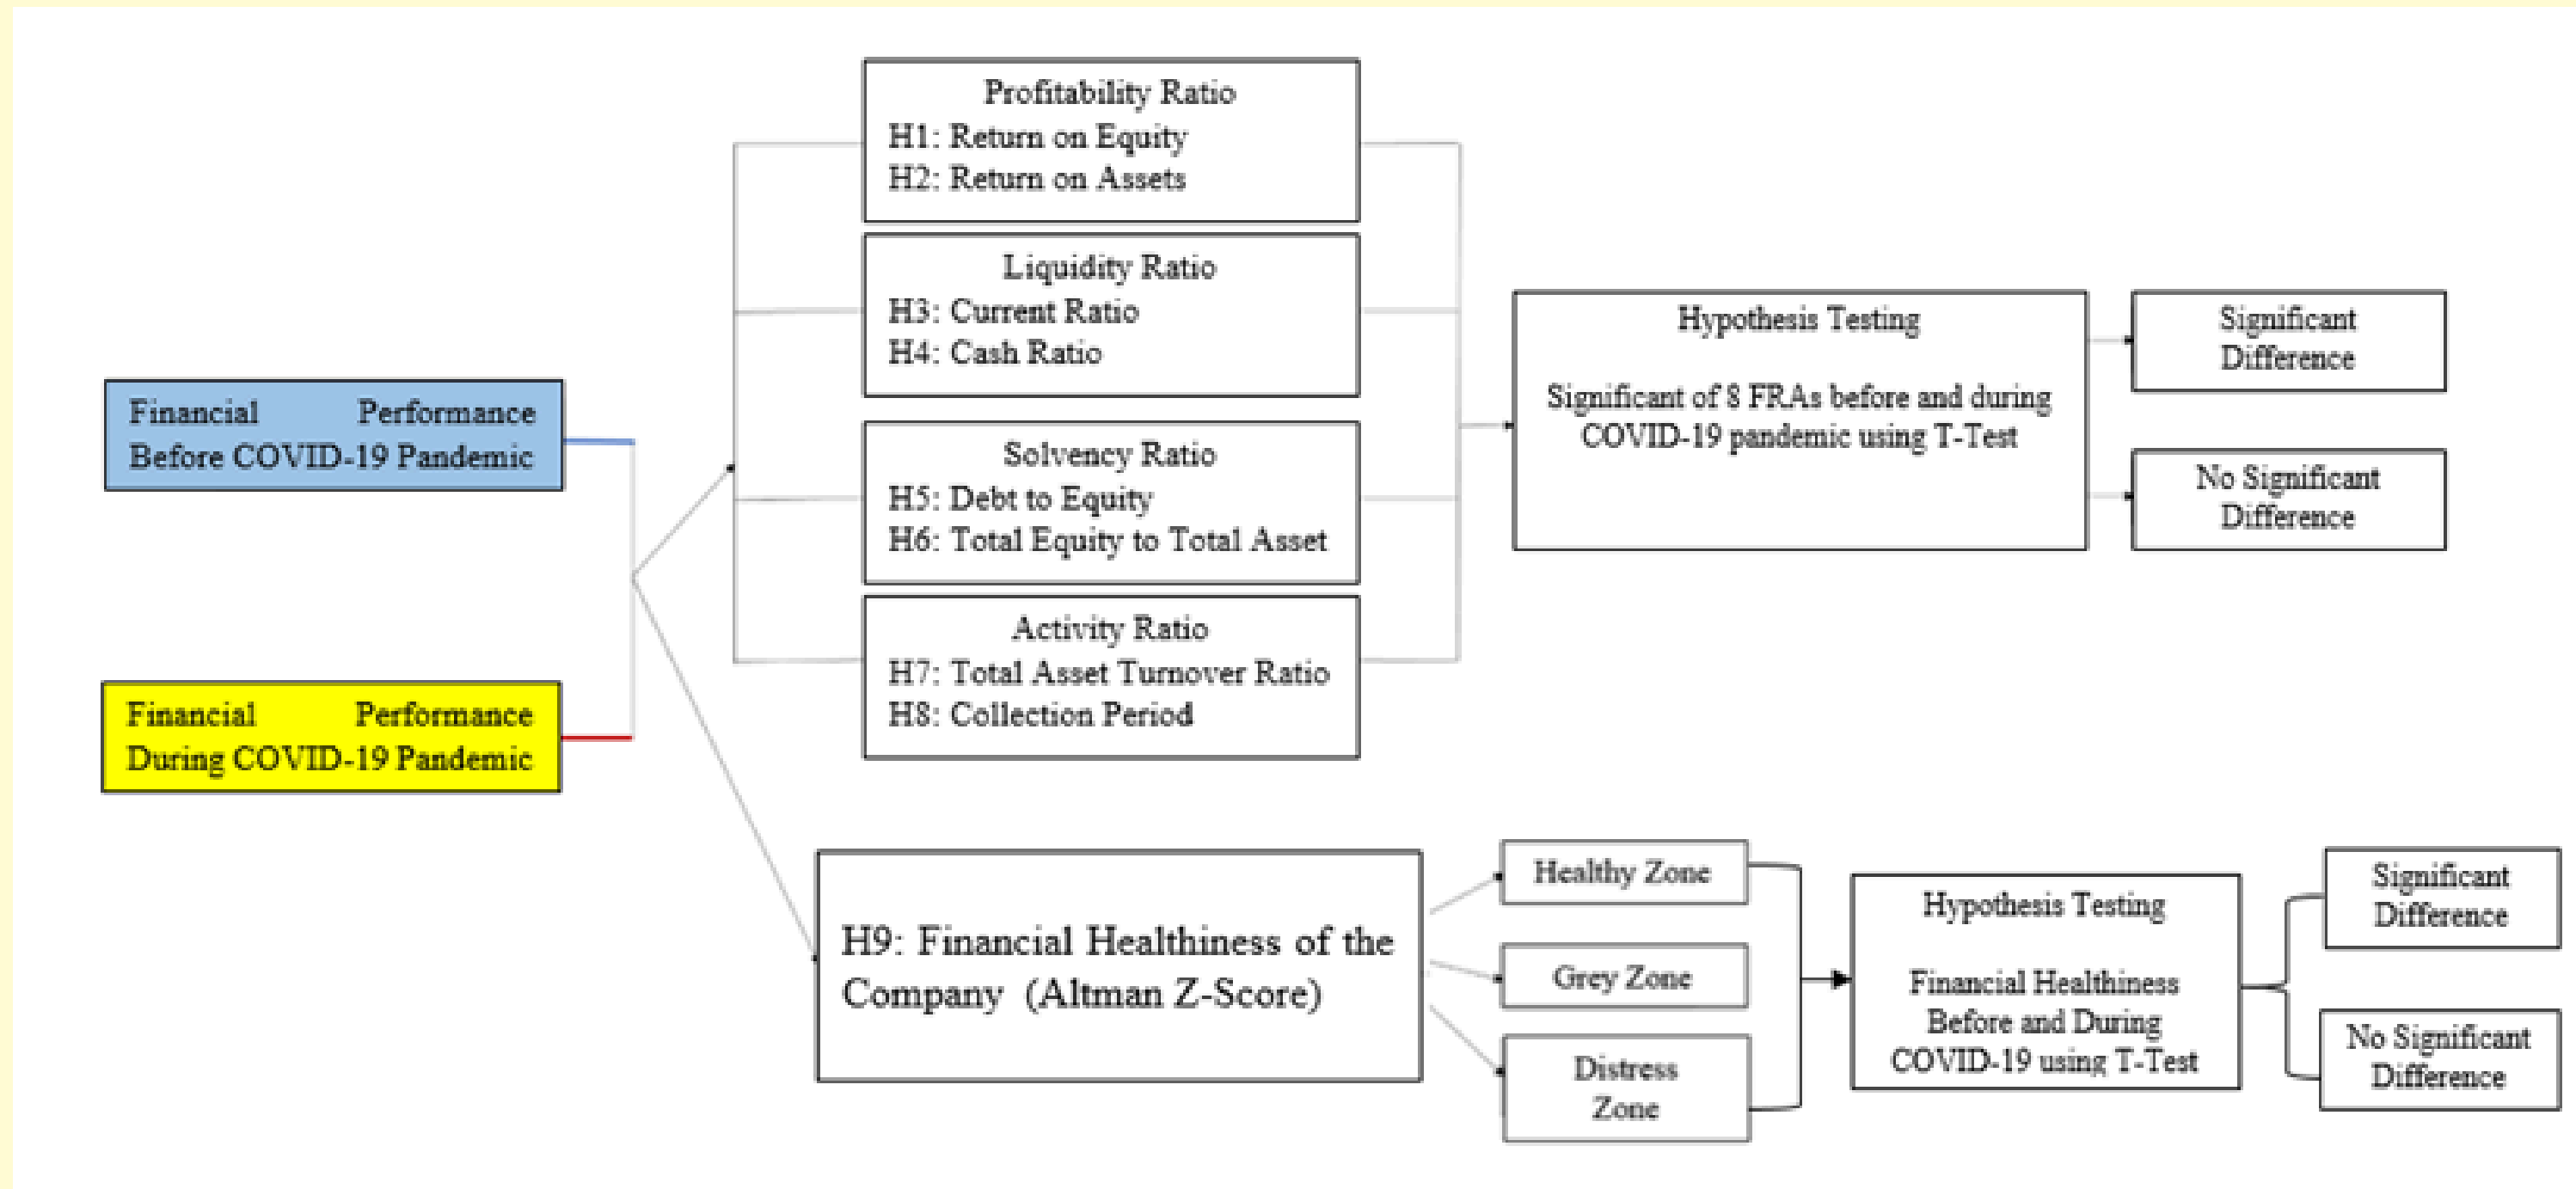 Financial Performance
Before COVID-19 Pandemic
Financial Performance
During COVID-19 Pandemic
Profitability Ratio
H1: Return on Equity
H2: Return on Assets
Liquidity Ratio
H3: Current Ratio
H4: Cash Ratio
Solvency Ratio
H5: Debt to Equity
H6: Total Equity to Total Asset
Activity Ratio
H7: Total Asset Turnover Ratio
H8: Collection Period
Hypothesis Testing
Significant of 8 FRAs before and during
COVID-19 pandemic using T-Test
Significant
Difference
No Significant
Difference
H9: Financial Healthiness of the
Company (Altman Z-Score)
Healthy Zone
Grey Zone
Distress
Zone
Hypothesis Testing
Financial Healthiness
Before and During
COVID-19 using T-Test
Significant
Difference
No Significant
Difference